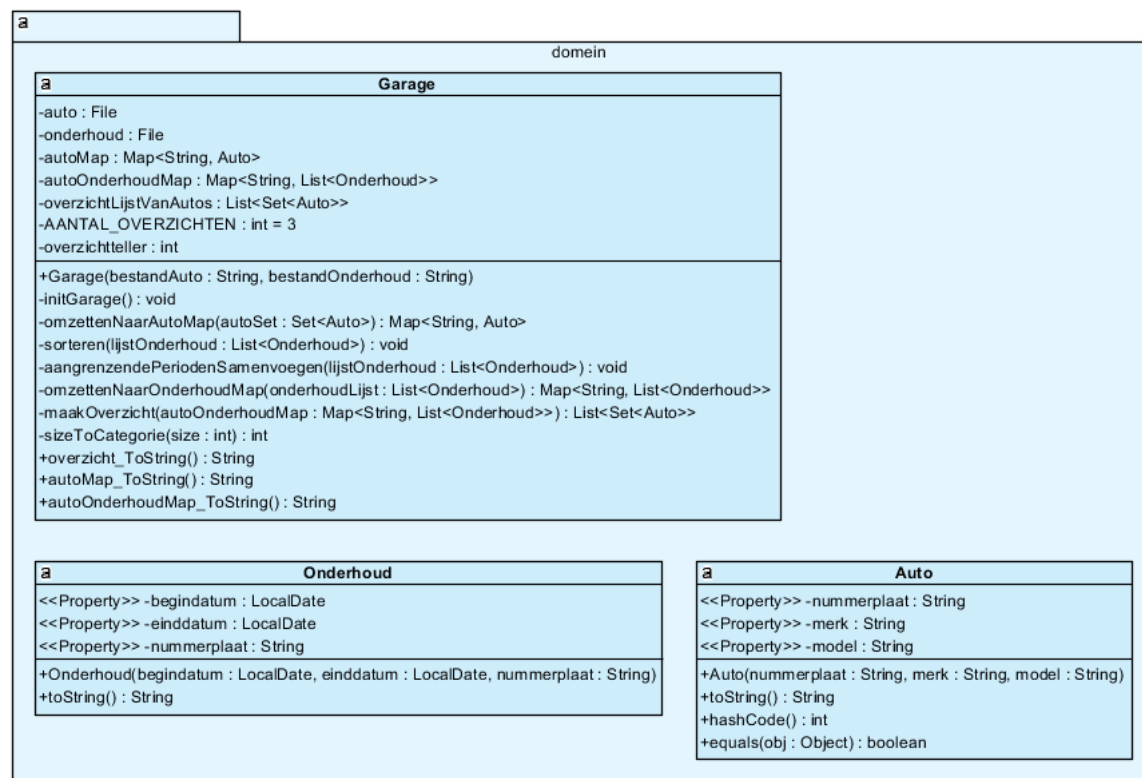 a
domein
a Garage
-auto : File
-onderhoud : File
-autoMap : Map<String, Auto>
-autoOnderhoudMap : Map<String, List<Onderhoud>>
-overzichtLijstVanAutos : List<Set<Auto>>
-AANTAL_OVERZICHTEN : int = 3
-overzichtteller : int
+Garage(bestandAuto : String, bestandOnderhoud : String)
-initGarage() : void
-omzettenNaarAutoMap(autoSet : Set<Auto>) : Map<String, Auto>
-sorteren(lijstOnderhoud : List<Onderhoud>) : void
-aangrenzendePeriodenSamenvoegen(lijstOnderhoud : List<Onderhoud>) : void
-omzettenNaarOnderhoudMap(onderhoudLijst : List<Onderhoud>) : Map<String, List<Onderhoud>>
-maakOverzicht(autoOnderhoudMap : Map<String, List<Onderhoud>>) : List<Set<Auto>>
-sizeToCategorie(size : int) : int
+overzicht_ToString() : String
+autoMap_ToString() : String
+autoOnderhoudMap_ToString() : String
a Onderhoud
<<Property>> -begindatum : LocalDate
<<Property>> -einddatum : LocalDate
<<Property>> -nummerplaat : String
+Onderhoud(begindatum : LocalDate, einddatum : LocalDate, nummerplaat : String)
+toString() : String
a Auto
<<Property>> -nummerplaat : String
<<Property>> -merk : String
<<Property>> -model : String
+Auto(nummerplaat : String, merk : String, model : String)
+toString() : String
+hashCode() : int
+equals(obj : Object) : boolean